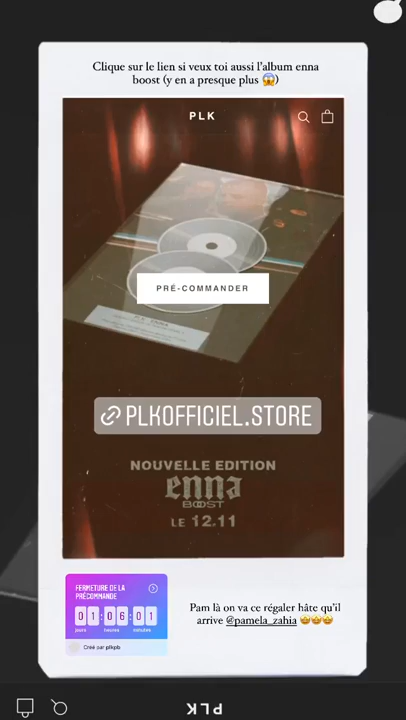 Clique sur le lien si veux toi aussi l'album enna
boost (y en a presque plus 😱)
PLK
PRÉ-COMMANDER
PLKOFFICIEL.STORE
NOUVELLE EDITION
enna
BOOST
LE 12.11
FERMETURE DE LA
PRÉCOMMANDE
01:06:01
jours heures minutes
Créé par plkpb
Pam là on va ce régaler hâte qu'il
arrive @pamela_zahia 🤩🤩🤩
PLK